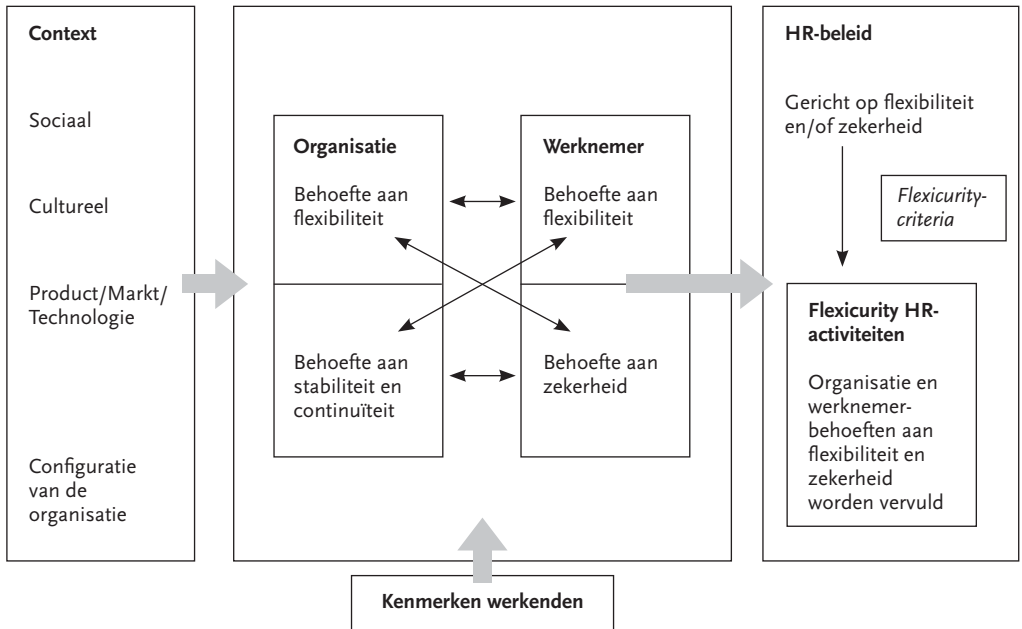 Context
Sociaal
Cultureel
Product/Markt/
Technologie
Configuratie
van de
organisatie
Organisatie
Behoefte aan
flexibiliteit
Behoefte aan
stabiliteit en
continuïteit
Werknemer
Behoefte aan
flexibiliteit
Behoefte aan
zekerheid
Kenmerken werkenden
HR-beleid
Gericht op flexibiliteit
en/of zekerheid
Flexicurity-
criteria
Flexicurity HR-
activiteiten
Organisatie en
werknemer-
behoeften aan
flexibiliteit en
zekerheid
worden vervuld